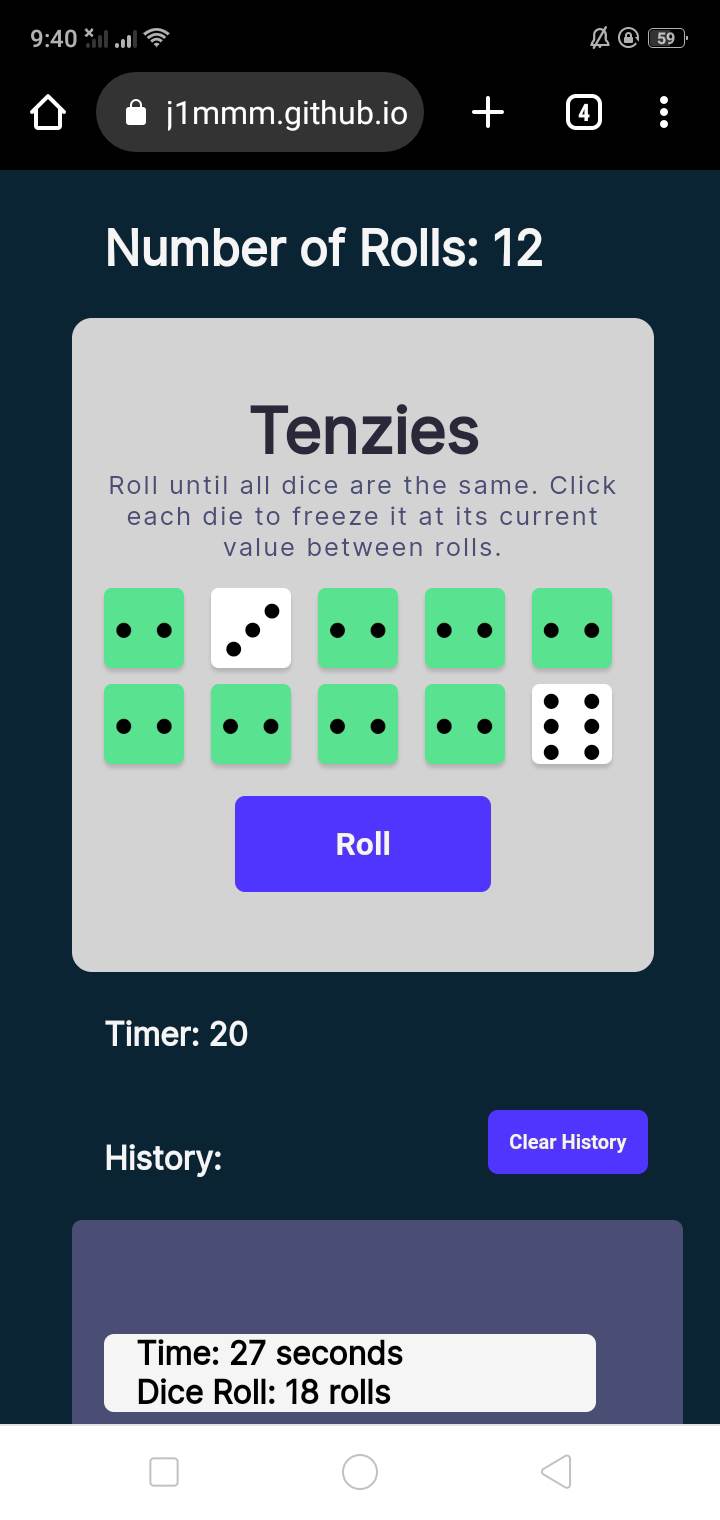 9:40
59
j1mmm.github.io
4
Number of Rolls: 12
Tenzies
Roll until all dice are the same. Click
each die to freeze it at its current
value between rolls.
Roll
Timer: 20
History:
Clear History
Time: 27 seconds
Dice Roll: 18 rolls